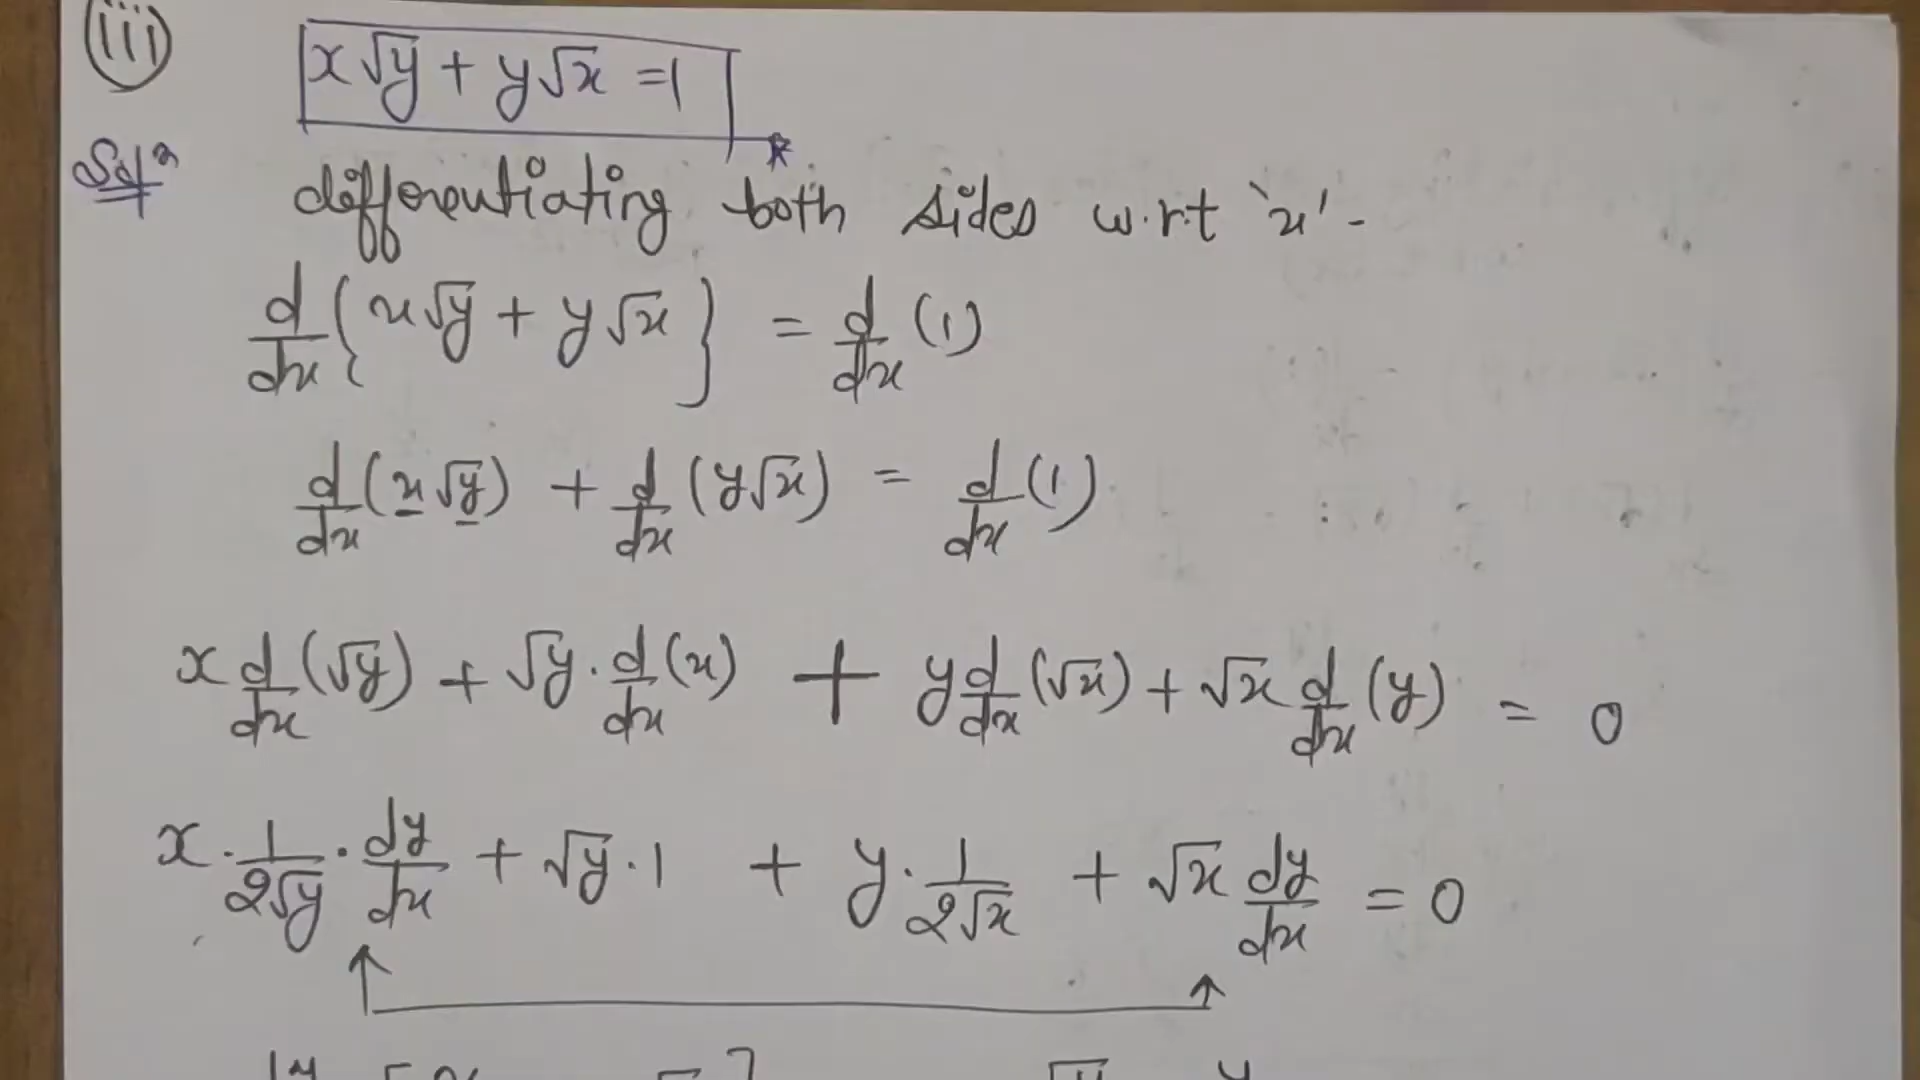 (iii) x√y + y√x = 1
Solⁿ differentiating both sides w.r.t 'x' -
d/dx {x√y + y√x} = d/dx (1)
d/dx (x√y) + d/dx (y√x) = d/dx (1)
x d/dx (√y) + √y · d/dx (x) + y d/dx (√x) + √x d/dx (y) = 0
x · 1/2√y · dy/dx + √y · 1 + y · 1/2√x + √x dy/dx = 0